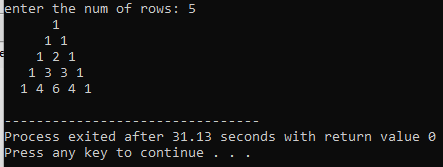 enter the num of rows: 5
1
1 1
1 2 1
1 3 3 1
1 4 6 4 1
--------------------------------
Process exited after 31.13 seconds with return value 0
Press any key to continue . . .